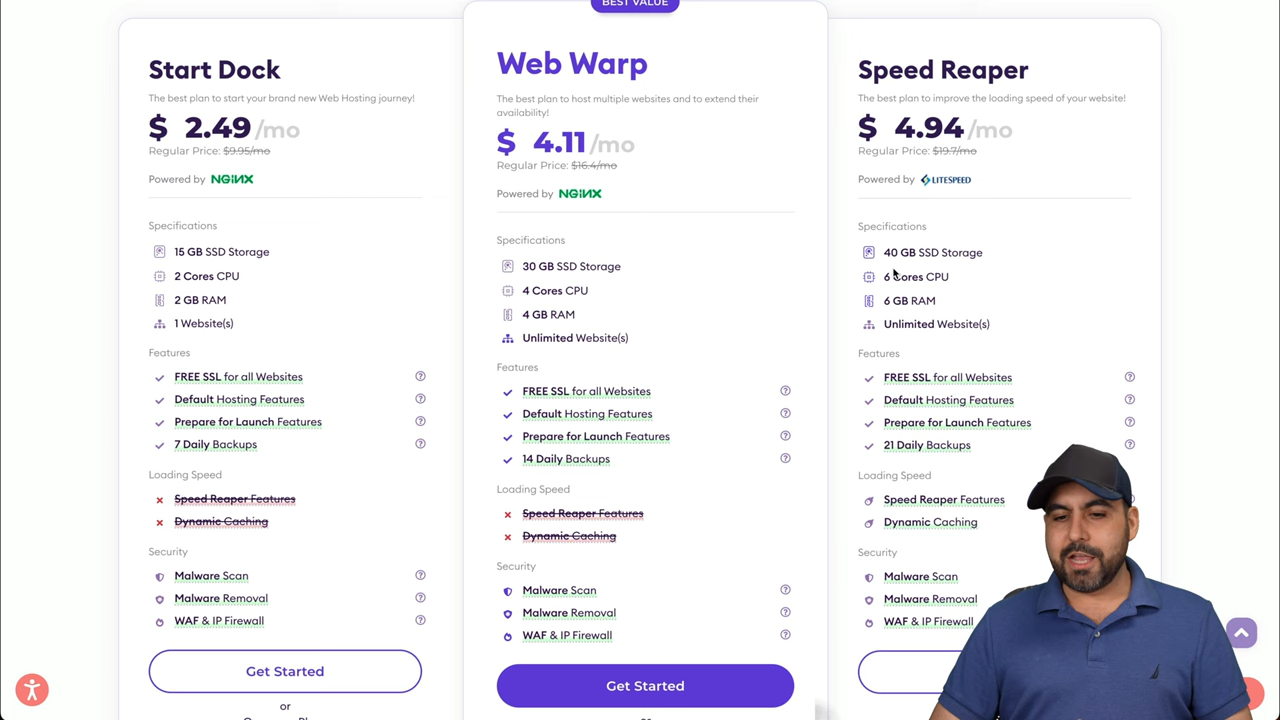 BEST VALUE
Start Dock
The best plan to start your brand new Web Hosting journey!
$ 2.49 /mo
Regular Price: $9.95/mo
Powered by NGINX
Specifications
15 GB SSD Storage
2 Cores CPU
2 GB RAM
1 Website(s)
Features
FREE SSL for all Websites
Default Hosting Features
Prepare for Launch Features
7 Daily Backups
Loading Speed
Speed Reaper Features
Dynamic Caching
Security
Malware Scan
Malware Removal
WAF & IP Firewall
Get Started
or
Web Warp
The best plan to host multiple websites and to extend their
availability!
$ 4.11 /mo
Regular Price: $16.4/mo
Powered by NGINX
Specifications
30 GB SSD Storage
4 Cores CPU
4 GB RAM
Unlimited Website(s)
Features
FREE SSL for all Websites
Default Hosting Features
Prepare for Launch Features
14 Daily Backups
Loading Speed
Speed Reaper Features
Dynamic Caching
Security
Malware Scan
Malware Removal
WAF & IP Firewall
Get Started
Speed Reaper
The best plan to improve the loading speed of your website!
$ 4.94 /mo
Regular Price: $19.7/mo
Powered by LITESPEED
Specifications
40 GB SSD Storage
6 Cores CPU
6 GB RAM
Unlimited Website(s)
Features
FREE SSL for all Websites
Default Hosting Features
Prepare for Launch Features
21 Daily Backups
Loading Speed
Speed Reaper Features
Dynamic Caching
Security
Malware Scan
Malware Removal
WAF & IP Firewall